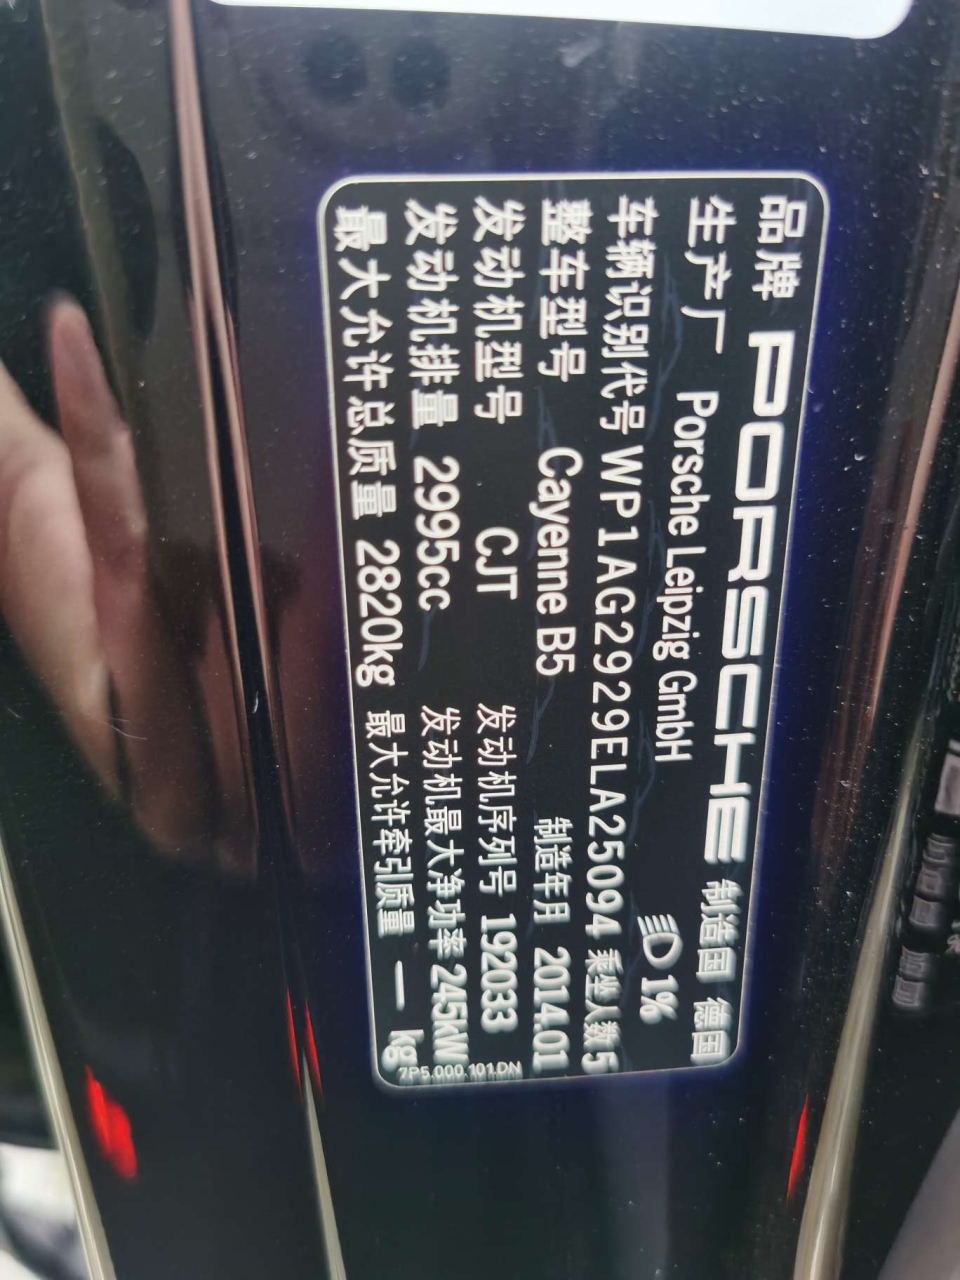 品牌 PORSCHE 制造国 德国
生产厂 Porsche Leipzig GmbH 1%
车辆识别代号 WP1AG2929ELA25094 乘坐人数 5
整车型号 Cayenne B5 制造年月 2014.01
发动机型号 CJT 发动机序列号 192033
发动机排量 2995cc 发动机最大净功率 245kW
最大允许总质量 2820kg 最大允许牵引质量 — kg
7P5.000.101.DN